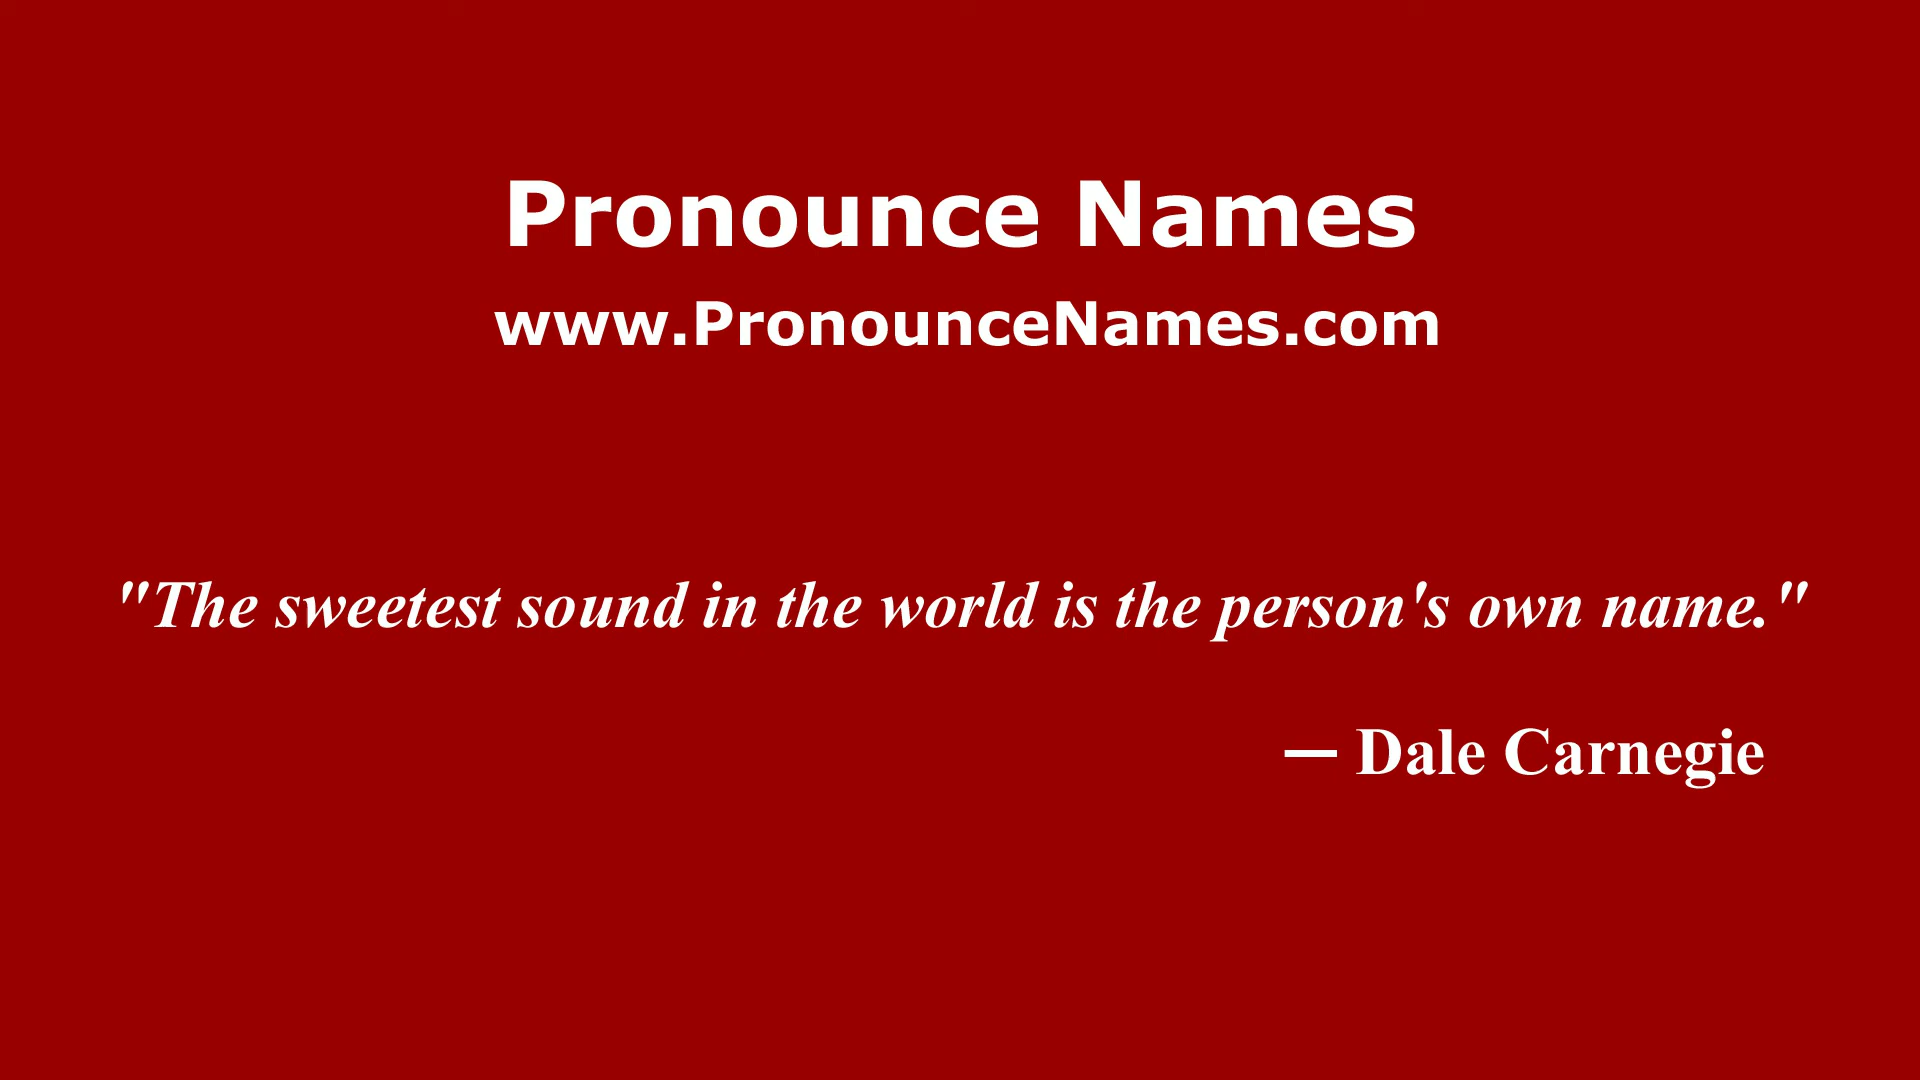 Pronounce Names
www.PronounceNames.com
"The sweetest sound in the world is the person's own name."
— Dale Carnegie